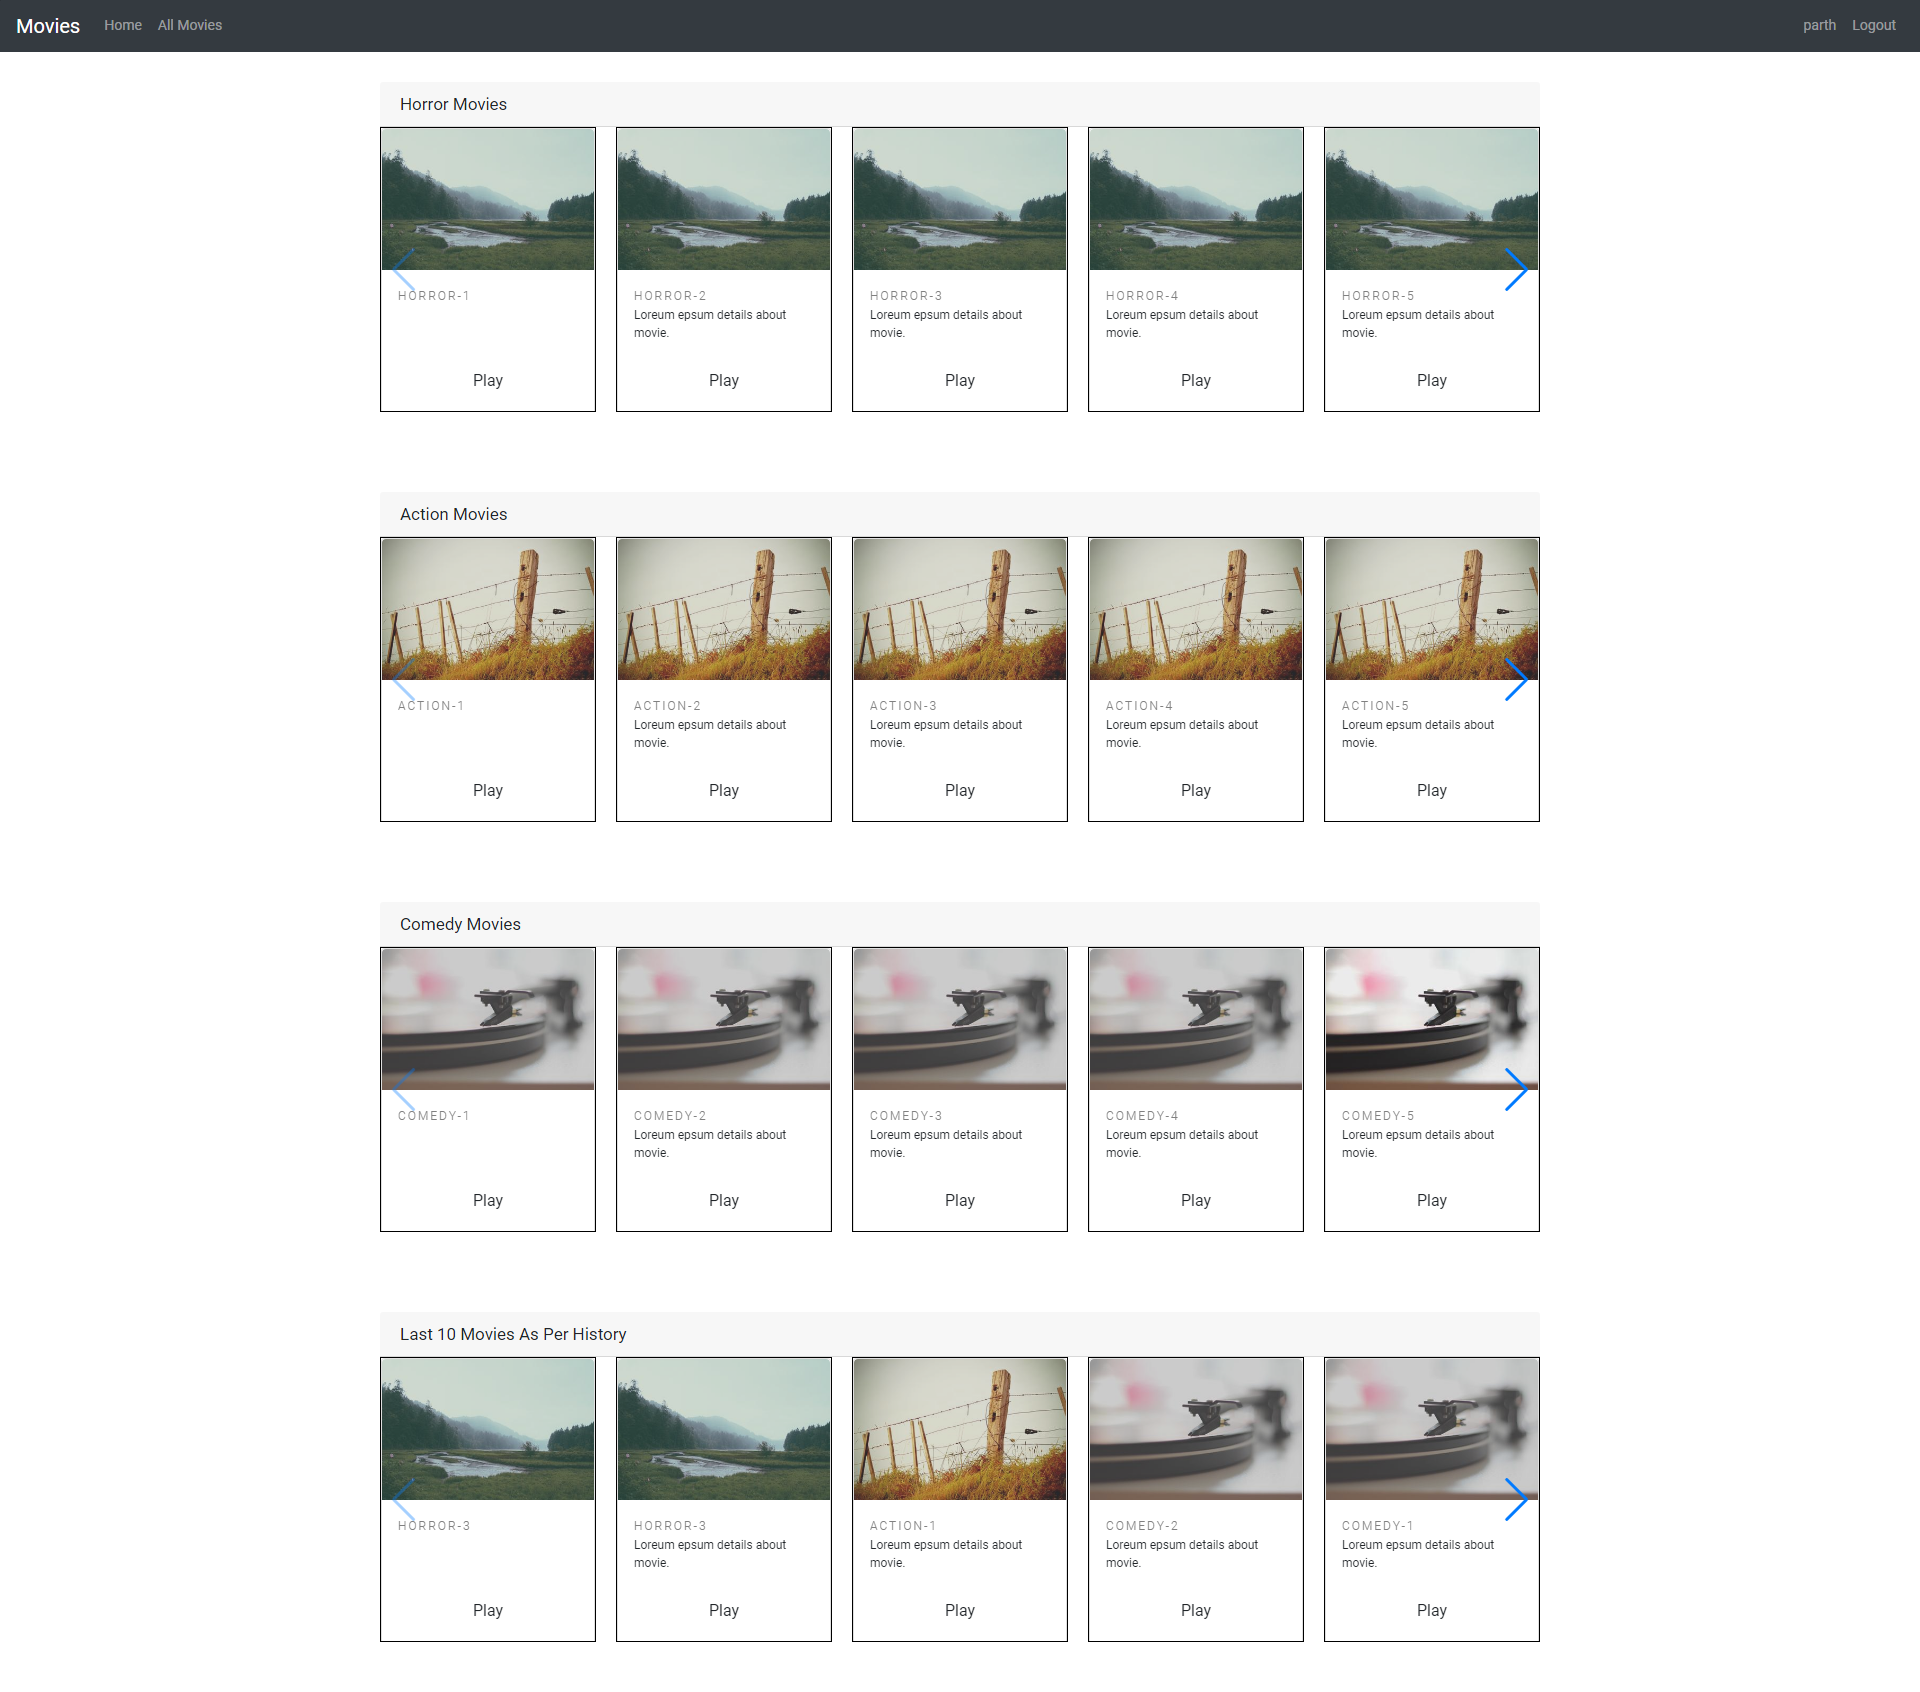 Movies Home All Movies parth Logout
Horror Movies
HORROR-1 HORROR-2 HORROR-3 HORROR-4 HORROR-5
Loreum epsum details about Loreum epsum details about Loreum epsum details about Loreum epsum details about
movie. movie. movie. movie.
Play Play Play Play Play
Action Movies
ACTION-1 ACTION-2 ACTION-3 ACTION-4 ACTION-5
Loreum epsum details about Loreum epsum details about Loreum epsum details about Loreum epsum details about
movie. movie. movie. movie.
Play Play Play Play Play
Comedy Movies
COMEDY-1 COMEDY-2 COMEDY-3 COMEDY-4 COMEDY-5
Loreum epsum details about Loreum epsum details about Loreum epsum details about Loreum epsum details about
movie. movie. movie. movie.
Play Play Play Play Play
Last 10 Movies As Per History
HORROR-3 HORROR-3 ACTION-1 COMEDY-2 COMEDY-1
Loreum epsum details about Loreum epsum details about Loreum epsum details about Loreum epsum details about
movie. movie. movie. movie.
Play Play Play Play Play